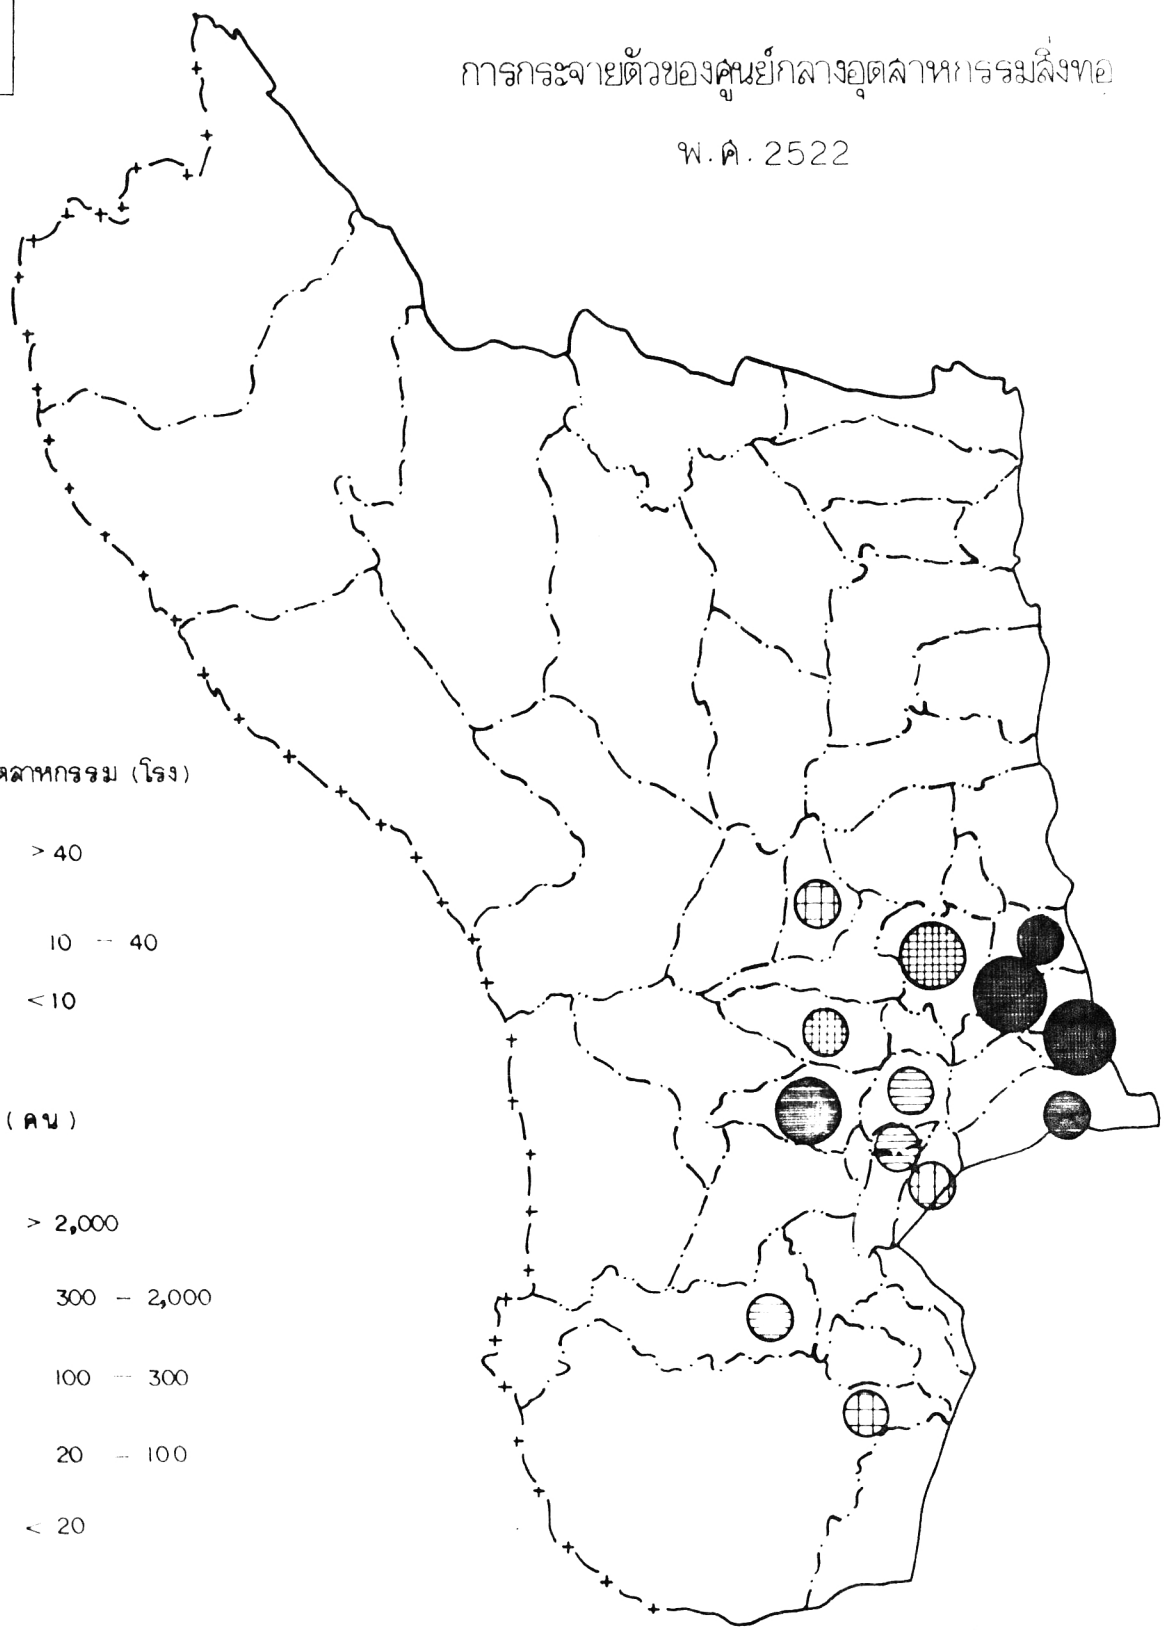 การกระจายตัวของศูนย์กลางอุตสาหกรรมสิ่งทอ
พ.ศ. 2522
ตสาหกรรม (โรง)
> 40
10 - 40
< 10
(คน)
> 2,000
300 - 2,000
100 - 300
20 - 100
< 20